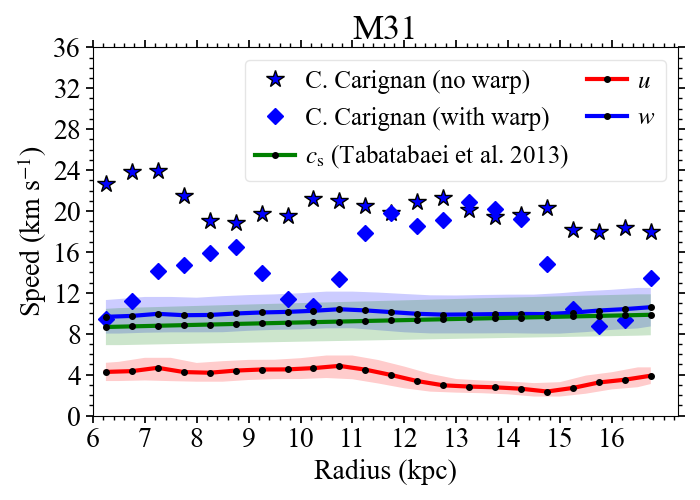 M31
36
32
28
24
20
16
12
8
4
0
Speed (km s⁻¹)
C. Carignan (no warp)
C. Carignan (with warp)
cₛ (Tabatabaei et al. 2013)
u
w
6 7 8 9 10 11 12 13 14 15 16
Radius (kpc)